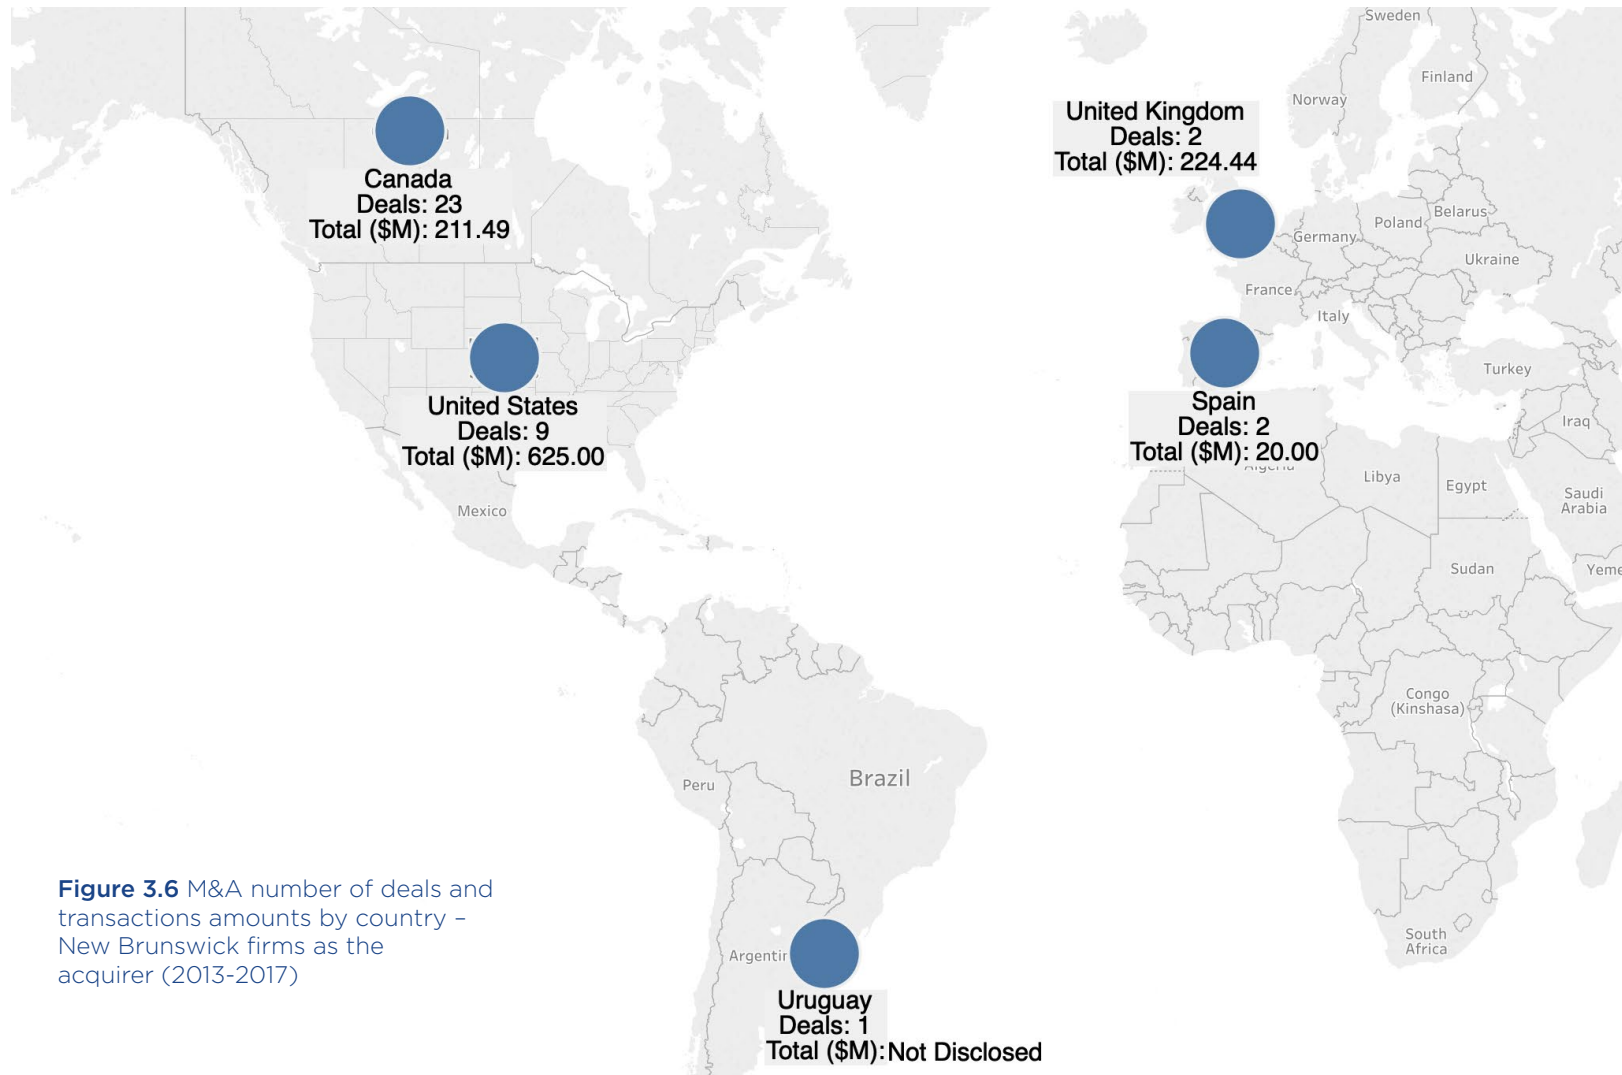 Sweden
Finland
Norway
United Kingdom
Deals: 2
Total ($M): 224.44
Canada
Deals: 23
Total ($M): 211.49
Belarus
Poland
Germany
Ukraine
France
Italy
Turkey
United States
Deals: 9
Total ($M): 625.00
Spain
Deals: 2
Total ($M): 20.00
Iraq
Algeria
Libya
Egypt
Saudi
Arabia
Mexico
Sudan
Yeme
Congo
(Kinshasa)
Brazil
Peru
Figure 3.6 M&A number of deals and
transactions amounts by country –
New Brunswick firms as the
acquirer (2013-2017)
South
Africa
Argentin
Uruguay
Deals: 1
Total ($M): Not Disclosed